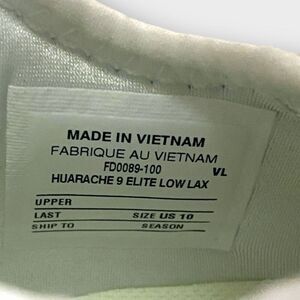 MADE IN VIETNAM
FABRIQUE AU VIETNAM
FD0089-100 VL
HUARACHE 9 ELITE LOW LAX
UPPER
LAST SIZE US 10
SHIP TO SEASON